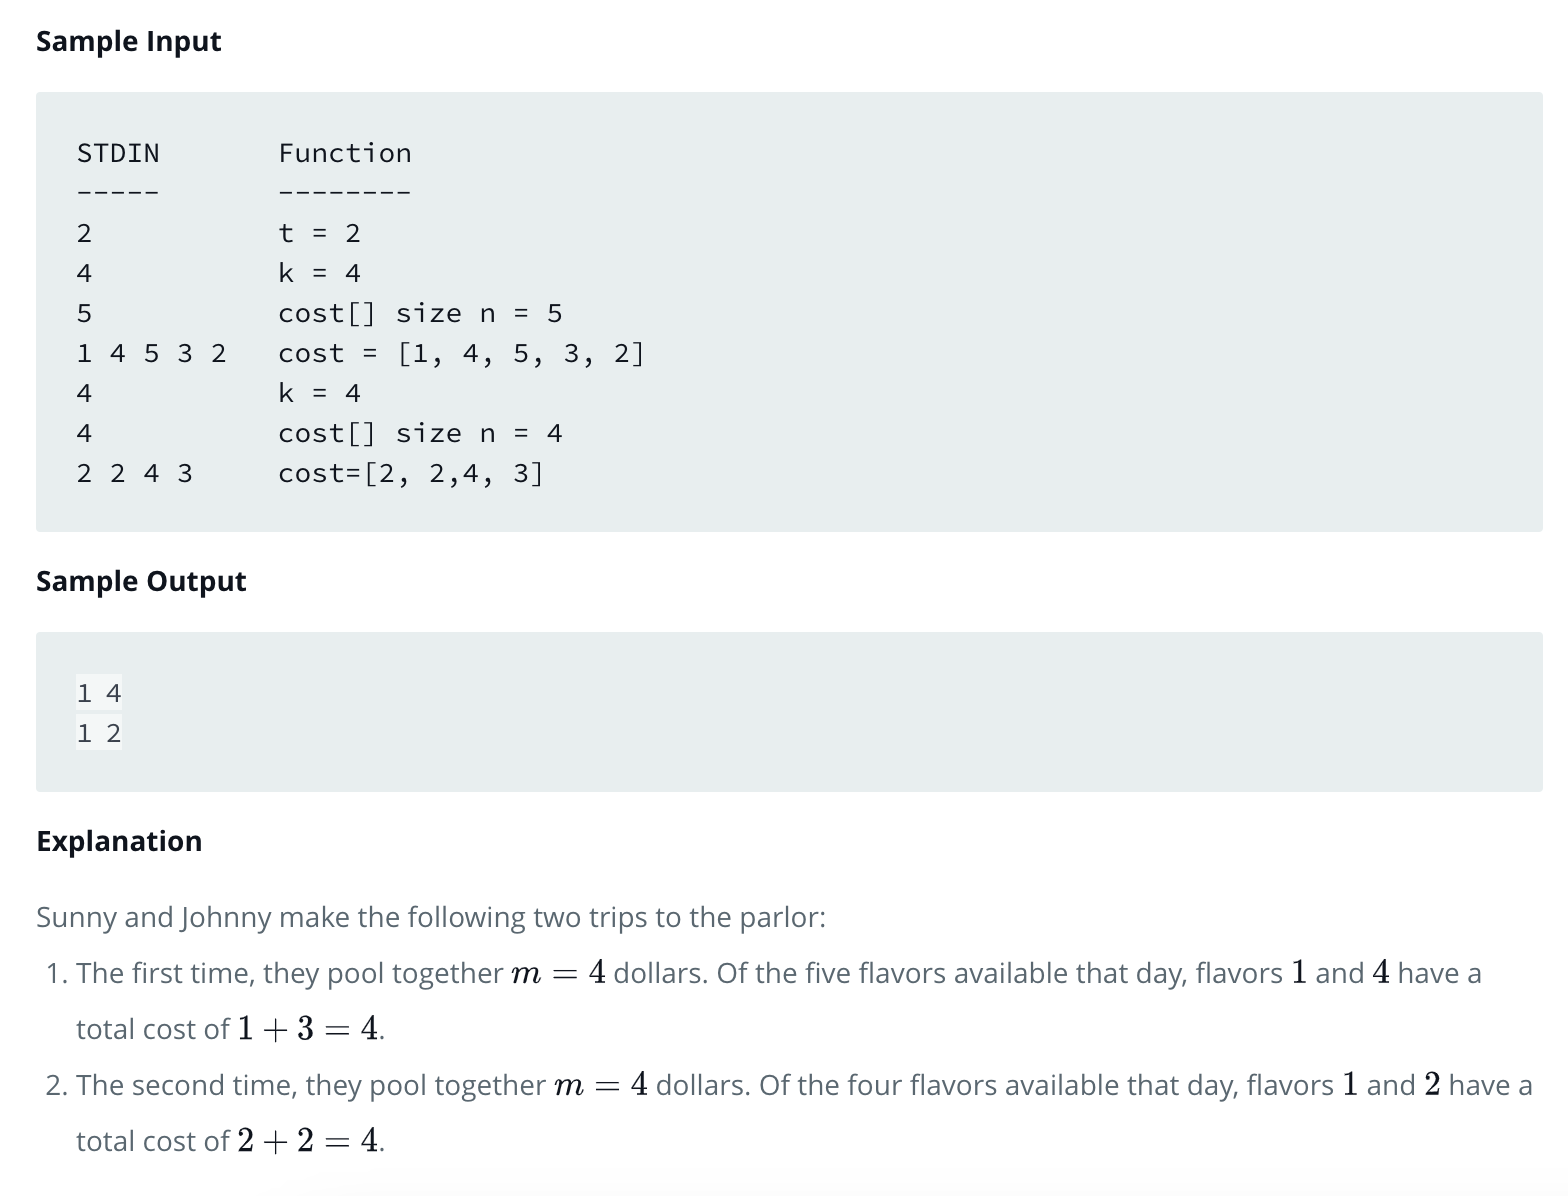 Sample Input
STDIN        Function
-----        --------
2            t = 2
4            k = 4
5            cost[] size n = 5
1 4 5 3 2    cost = [1, 4, 5, 3, 2]
4            k = 4
4            cost[] size n = 4
2 2 4 3      cost=[2, 2,4, 3]
Sample Output
1 4
1 2
Explanation
Sunny and Johnny make the following two trips to the parlor:
1. The first time, they pool together m = 4 dollars. Of the five flavors available that day, flavors 1 and 4 have a
total cost of 1 + 3 = 4.
2. The second time, they pool together m = 4 dollars. Of the four flavors available that day, flavors 1 and 2 have a
total cost of 2 + 2 = 4.